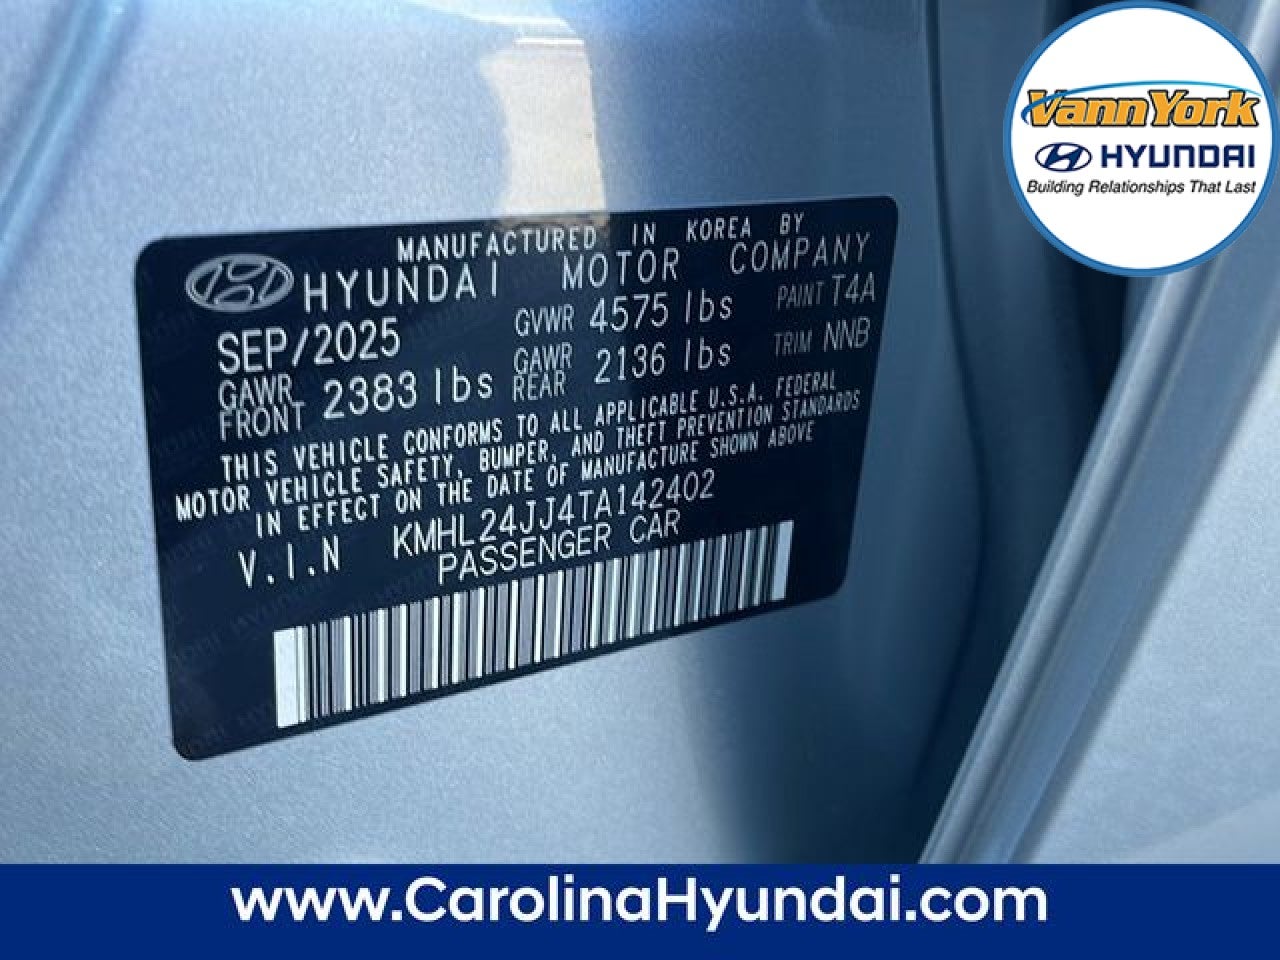 VannYork
HYUNDAI
Building Relationships That Last
MANUFACTURED IN KOREA BY
HYUNDAI MOTOR COMPANY
SEP/2025 GVWR 4575 lbs PAINT T4A
GAWR FRONT 2383 lbs GAWR REAR 2136 lbs TRIM NNB
THIS VEHICLE CONFORMS TO ALL APPLICABLE U.S.A. FEDERAL
MOTOR VEHICLE SAFETY, BUMPER, AND THEFT PREVENTION STANDARDS
IN EFFECT ON THE DATE OF MANUFACTURE SHOWN ABOVE
V.I.N KMHL24JJ4TA142402
PASSENGER CAR
www.CarolinaHyundai.com